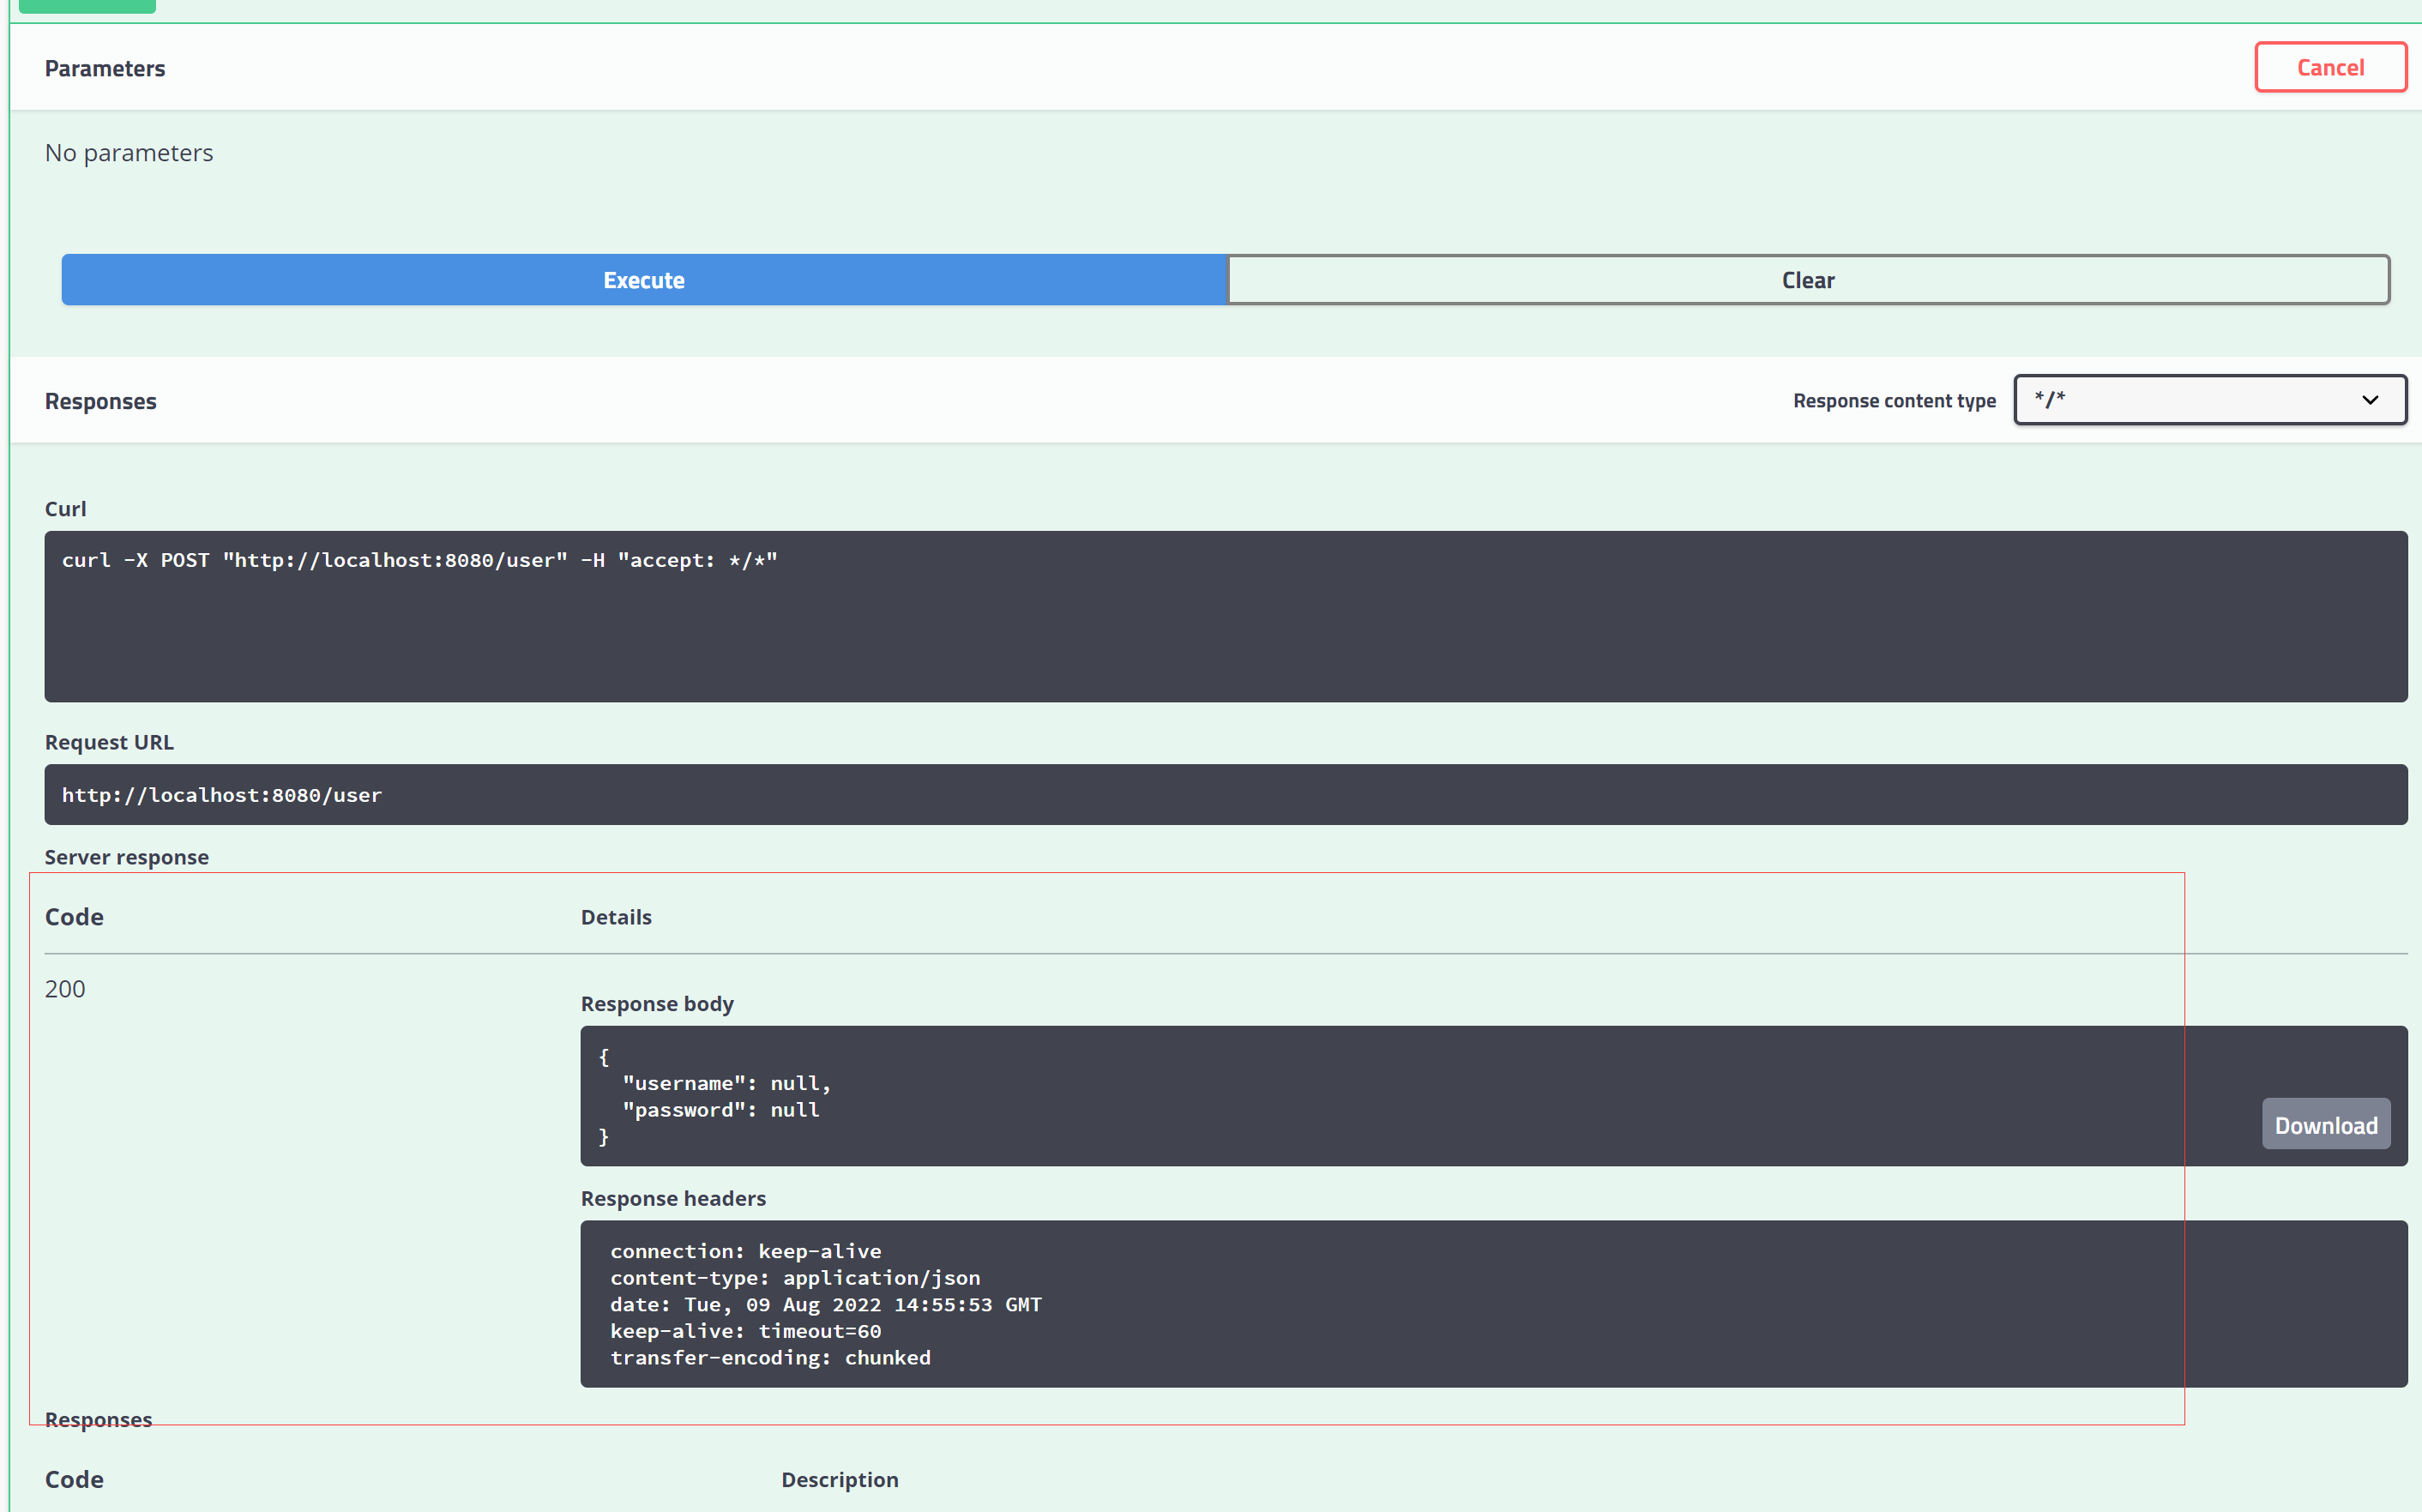 Parameters
Cancel
No parameters
Execute
Clear
Responses
Response content type
*/*
Curl
curl -X POST "http://localhost:8080/user" -H "accept: */*"
Request URL
http://localhost:8080/user
Server response
Code
Details
200
Response body
{
  "username": null,
  "password": null
}
Download
Response headers
connection: keep-alive
content-type: application/json
date: Tue, 09 Aug 2022 14:55:53 GMT
keep-alive: timeout=60
transfer-encoding: chunked
Responses
Code
Description